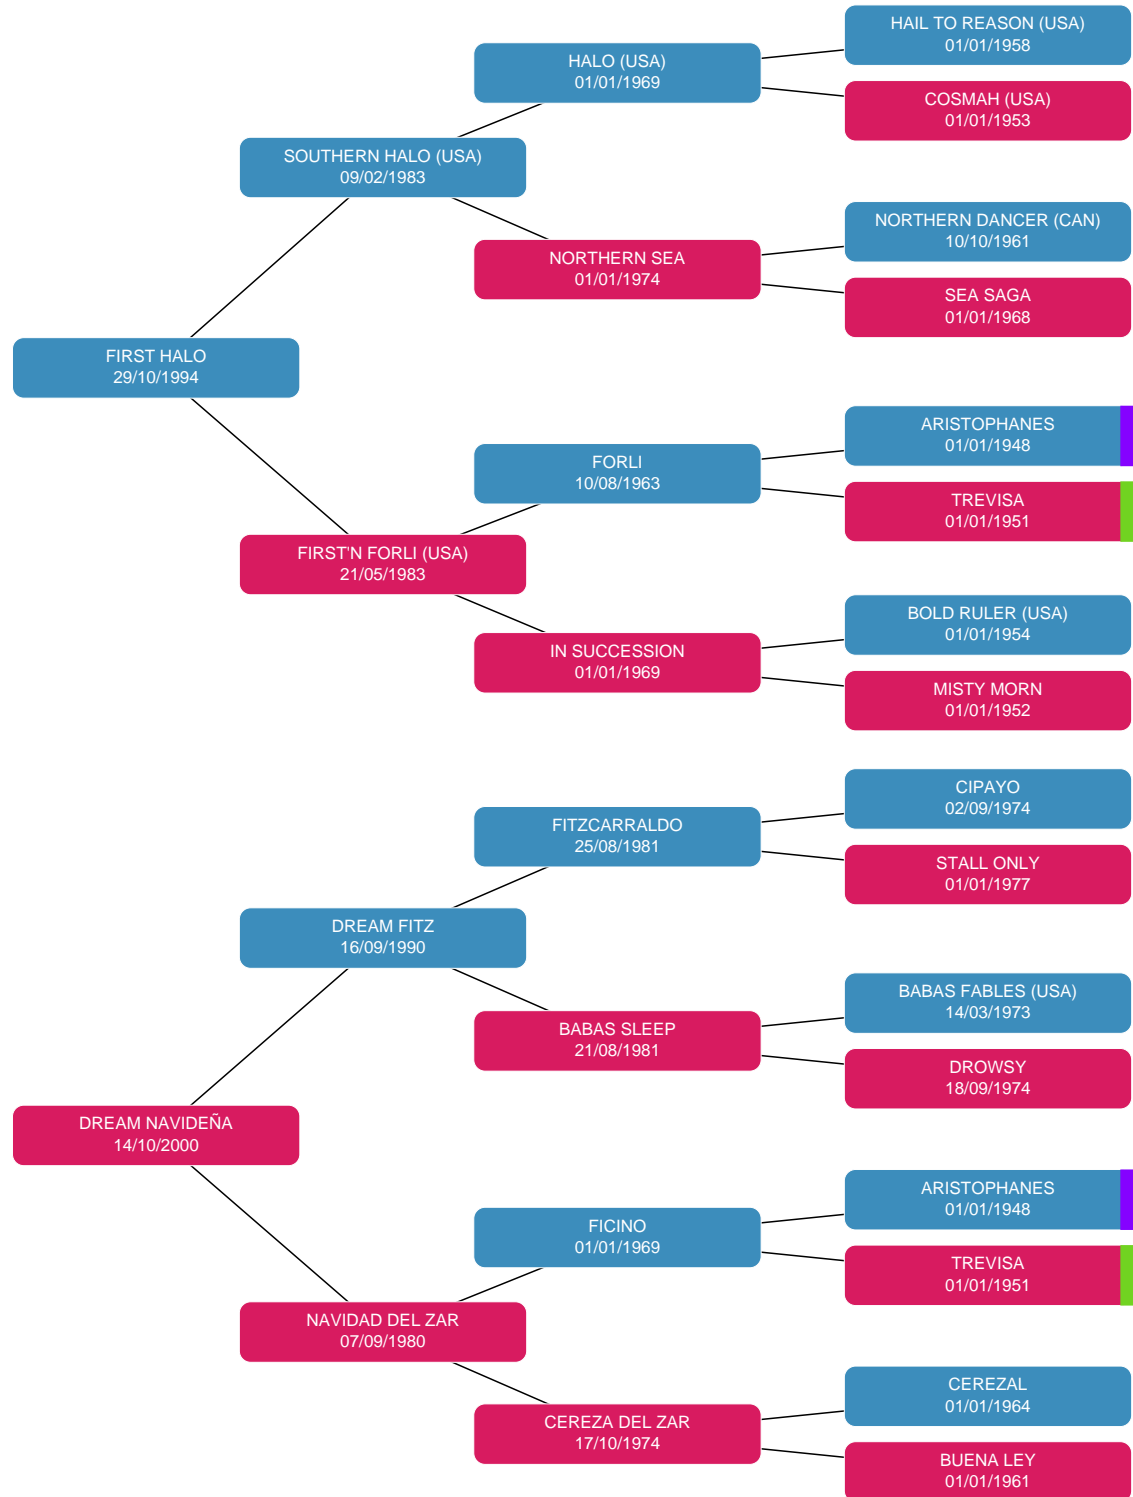 HAIL TO REASON (USA)
01/01/1958
HALO (USA)
01/01/1969
COSMAH (USA)
01/01/1953
SOUTHERN HALO (USA)
09/02/1983
NORTHERN DANCER (CAN)
10/10/1961
NORTHERN SEA
01/01/1974
SEA SAGA
01/01/1968
FIRST HALO
29/10/1994
ARISTOPHANES
01/01/1948
FORLI
10/08/1963
TREVISA
01/01/1951
FIRST'N FORLI (USA)
21/05/1983
BOLD RULER (USA)
01/01/1954
IN SUCCESSION
01/01/1969
MISTY MORN
01/01/1952
CIPAYO
02/09/1974
FITZCARRALDO
25/08/1981
STALL ONLY
01/01/1977
DREAM FITZ
16/09/1990
BABAS FABLES (USA)
14/03/1973
BABAS SLEEP
21/08/1981
DROWSY
18/09/1974
DREAM NAVIDEÑA
14/10/2000
ARISTOPHANES
01/01/1948
FICINO
01/01/1969
TREVISA
01/01/1951
NAVIDAD DEL ZAR
07/09/1980
CEREZAL
01/01/1964
CEREZA DEL ZAR
17/10/1974
BUENA LEY
01/01/1961